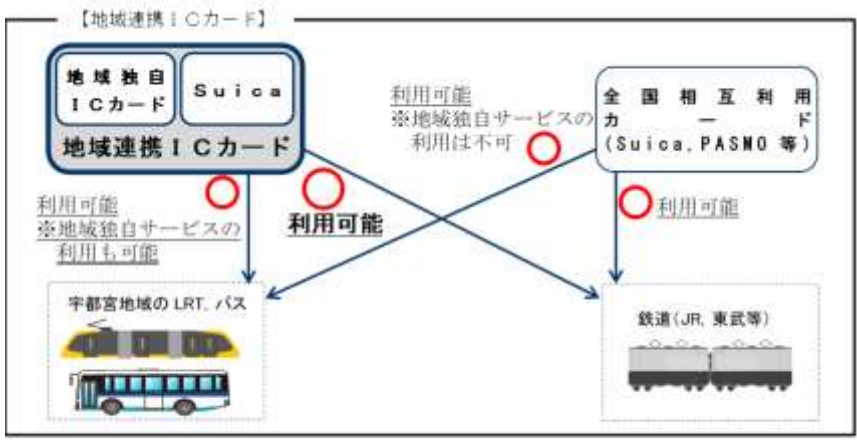 【地域連携ICカード】
地域独自
ICカード
Suica
地域連携ICカード
利用可能
※地域独自サービスの
利用は不可
全国相互利用
カード
(Suica, PASMO 等)
利用可能
※地域独自サービスの
利用も可能
利用可能
利用可能
宇都宮地域の LRT, バス
鉄道(JR, 東武等)